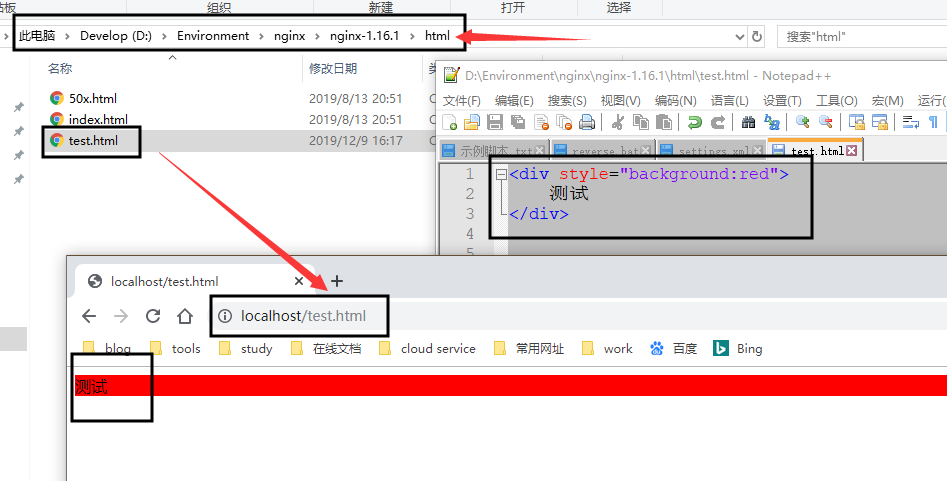 组织
新建
打开
选择
此电脑 > Develop (D:) > Environment > nginx > nginx-1.16.1 > html
搜索"html"
名称
修改日期
50x.html
2019/8/13 20:51
index.html
2019/8/13 20:51
test.html
2019/12/9 16:17
D:\Environment\nginx\nginx-1.16.1\html\test.html - Notepad++
文件(F) 编辑(E) 搜索(S) 视图(V) 编码(N) 语言(L) 设置(T) 工具(O) 宏(M) 运行(
示例脚本.txt reverse.bat settings.xml test.html
1 <div style="background:red">
2 测试
3 </div>
4
5
localhost/test.html
localhost/test.html
blog tools study 在线文档 cloud service 常用网址 work 百度 Bing
测试